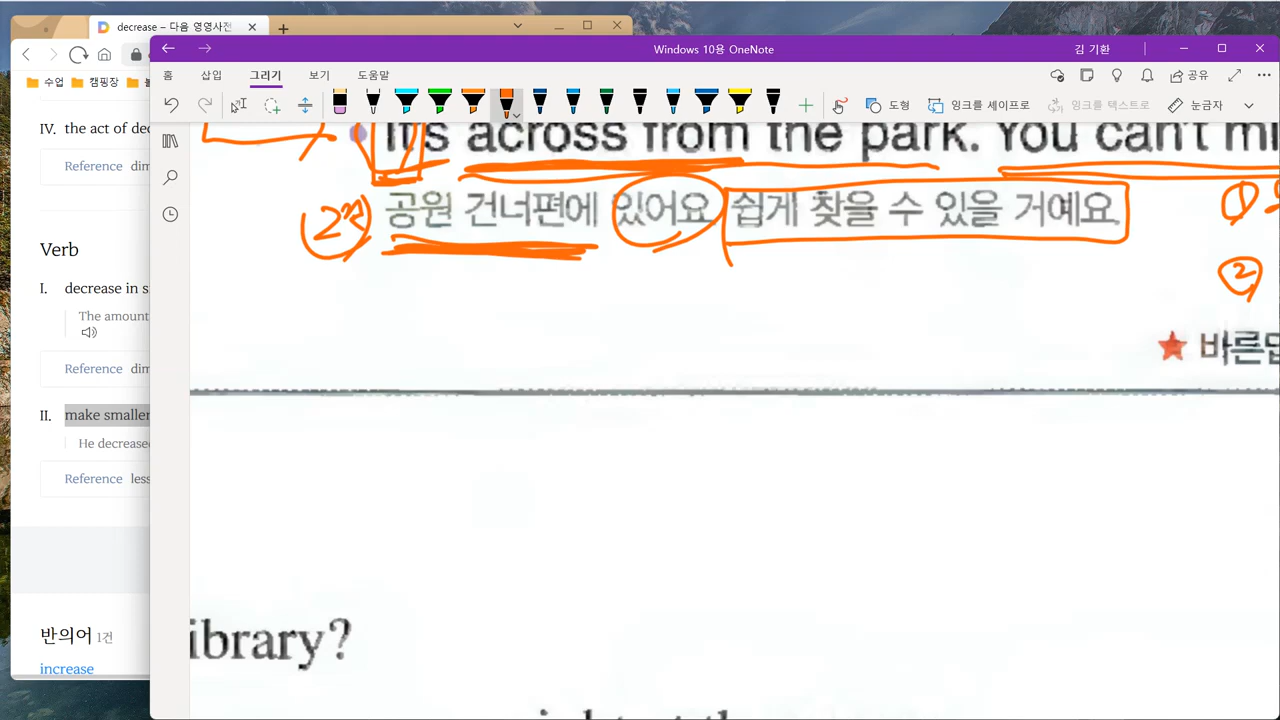 decrease – 다음 영영사전
수업 캠핑장
IV. the act of dec
Reference dim
Verb
I. decrease in s
The amount
Reference dim
II. make smaller
He decreased
Reference less
반의어 1건
increase
Windows 10용 OneNote
김 기환
홈 삽입 그리기 보기 도움말
공유
도형 잉크를 셰이프로 잉크를 텍스트로 눈금자
It's across from the park. You can't mi
공원 건너편에 있어요. 쉽게 찾을 수 있을 거예요.
①
②
★ 바른답
ibrary?